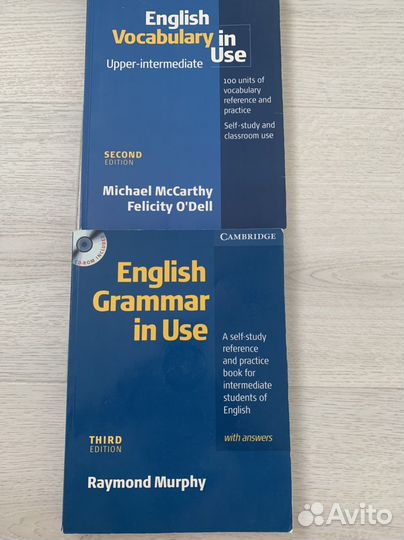 English
Vocabulary in
Use
Upper-intermediate
100 units of
vocabulary
reference and
practice
Self-study and
classroom use
SECOND
EDITION
Michael McCarthy
Felicity O'Dell
CAMBRIDGE
CD-ROM INCLUDED
English
Grammar
in Use
A self-study
reference
and practice
book for
intermediate
students of
English
with answers
THIRD
EDITION
Raymond Murphy
Avito